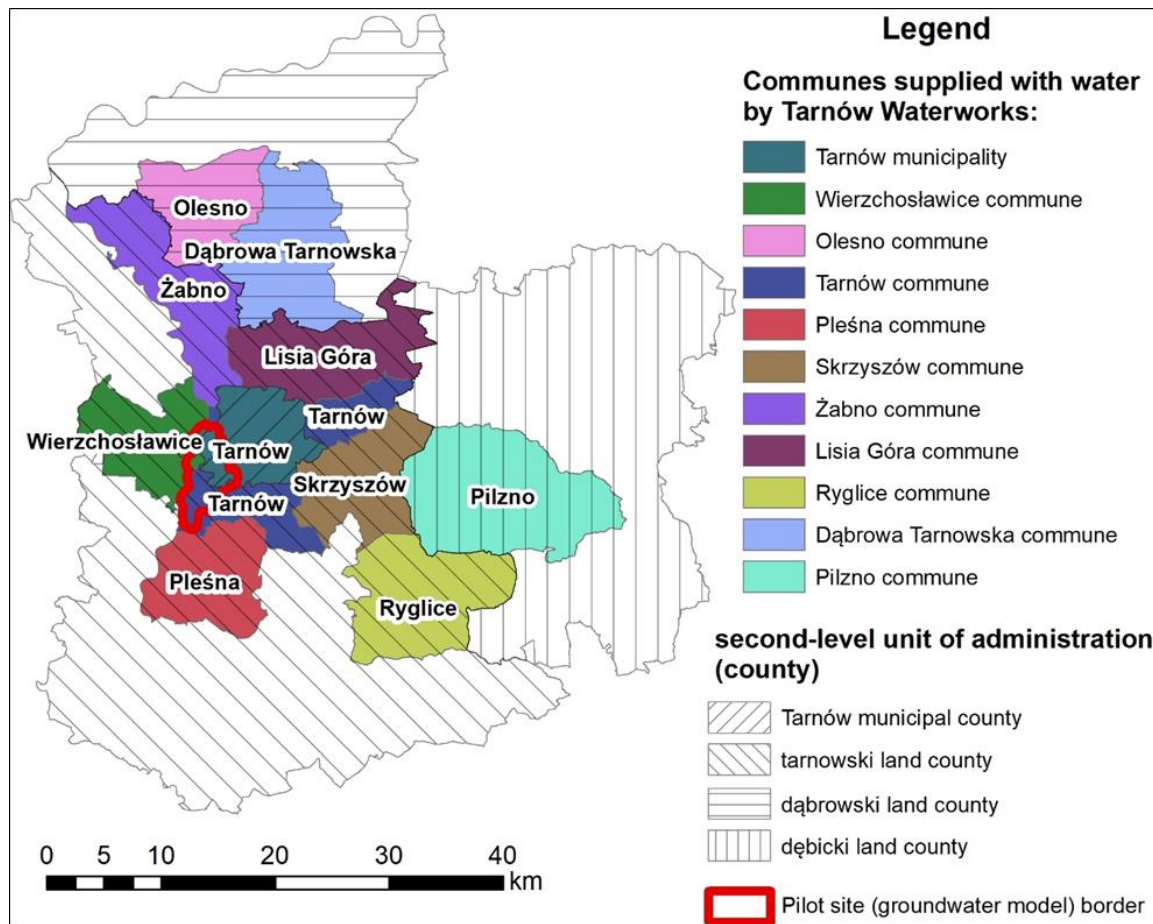 Legend
Communes supplied with water
by Tarnów Waterworks:
Tarnów municipality
Wierzchosławice commune
Olesno commune
Tarnów commune
Pleśna commune
Skrzyszów commune
Żabno commune
Lisia Góra commune
Ryglice commune
Dąbrowa Tarnowska commune
Pilzno commune
second-level unit of administration
(county)
Tarnów municipal county
tarnowski land county
dąbrowski land county
dębicki land county
Pilot site (groundwater model) border
Olesno
Dąbrowa Tarnowska
Żabno
Lisia Góra
Tarnów
Wierzchosławice
Tarnów
Skrzyszów
Pilzno
Tarnów
Pleśna
Ryglice
0 5 10 20 30 40
km